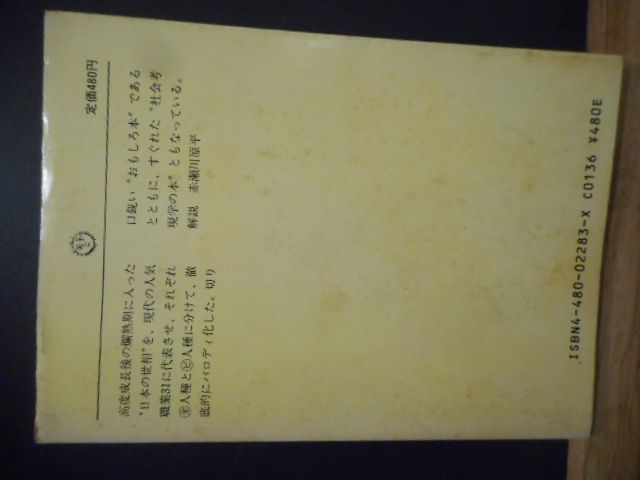 高度成長後の爛熟期に入った
“日本の世相”を、現代の人気
職業31に代表させ、それぞれ
㊎人種と㋪人種に分けて、徹
底的にパロディ化した。切り
口鋭い“おもしろ本”である
とともに、すぐれた“社会考
現学の本”ともなっている。
解説 赤瀬川原平
定価480円
ISBN4-480-02283-X C0136 ¥480E